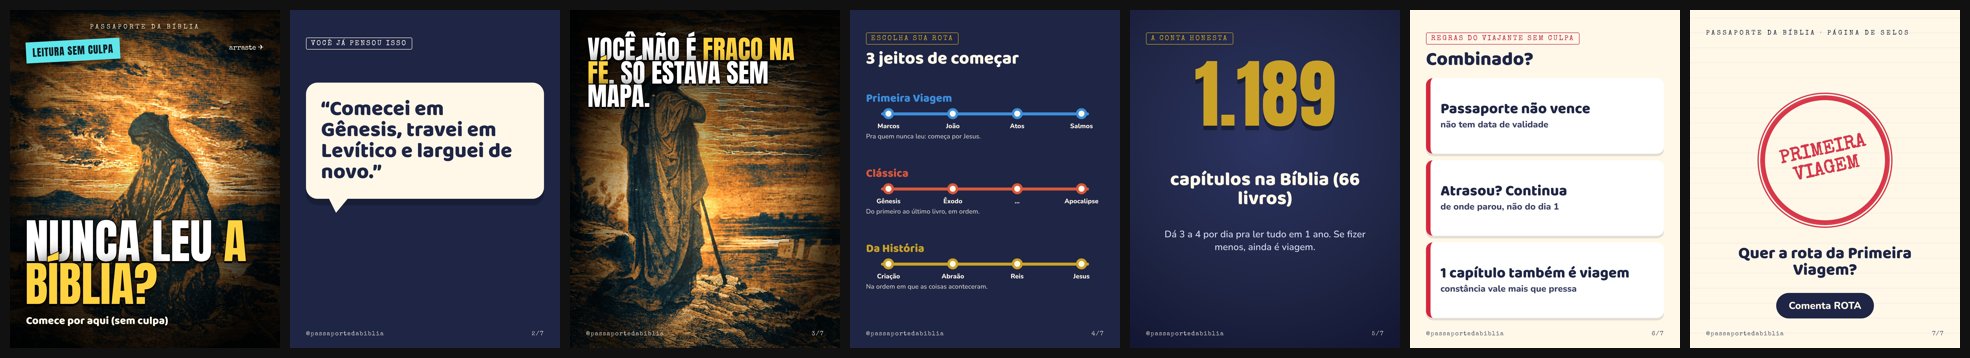 PASSAPORTE DA BÍBLIA
LEITURA SEM CULPA
arraste →
NUNCA LEU A
BÍBLIA?
Comece por aqui (sem culpa)
VOCÊ JÁ PENSOU ISSO
“Comecei em
Gênesis, travei em
Levítico e larguei de
novo.”
@passaportedabiblia
2/7
VOCÊ NÃO É FRACO NA
FÉ. SÓ ESTAVA SEM
MAPA.
@passaportedabiblia
3/7
ESCOLHA SUA ROTA
3 jeitos de começar
Primeira Viagem
Marcos João Atos Salmos
Pra quem nunca leu: começa por Jesus.
Clássica
Gênesis Êxodo ... Apocalipse
Do primeiro ao último livro, em ordem.
Da História
Criação Abraão Reis Jesus
Na ordem em que as coisas aconteceram.
@passaportedabiblia
4/7
A CONTA HONESTA
1.189
capítulos na Bíblia (66
livros)
Dá 3 a 4 por dia pra ler tudo em 1 ano. Se fizer
menos, ainda é viagem.
@passaportedabiblia
5/7
REGRAS DO VIAJANTE SEM CULPA
Combinado?
Passaporte não vence
não tem data de validade
Atrasou? Continua
de onde parou, não do dia 1
1 capítulo também é viagem
constância vale mais que pressa
@passaportedabiblia
6/7
PASSAPORTE DA BÍBLIA · PÁGINA DE SELOS
PRIMEIRA
VIAGEM
Quer a rota da Primeira
Viagem?
Comenta ROTA
@passaportedabiblia
7/7